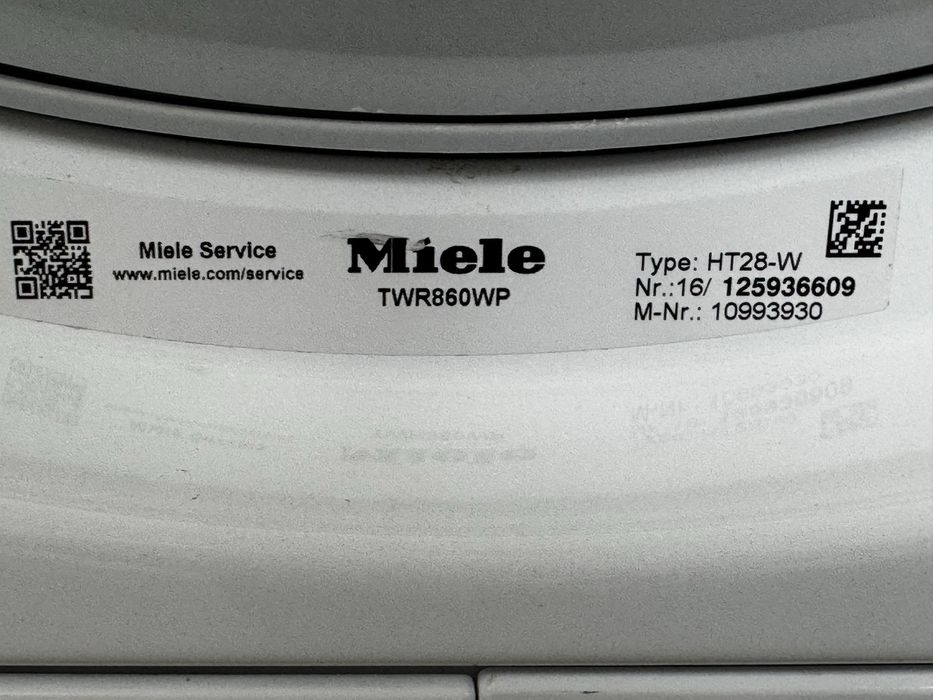 Miele Service
www.miele.com/service
Miele
TWR860WP
Type: HT28-W
Nr.:16/ 125936609
M-Nr.: 10993930